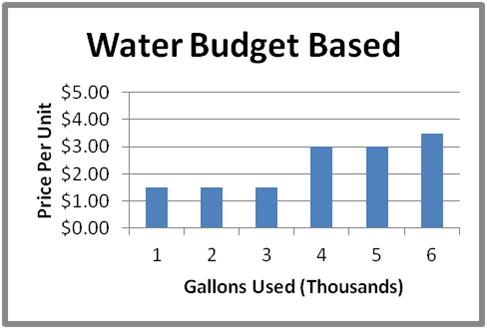 Water Budget Based
Price Per Unit
$5.00
$4.00
$3.00
$2.00
$1.00
$0.00
1 2 3 4 5 6
Gallons Used (Thousands)